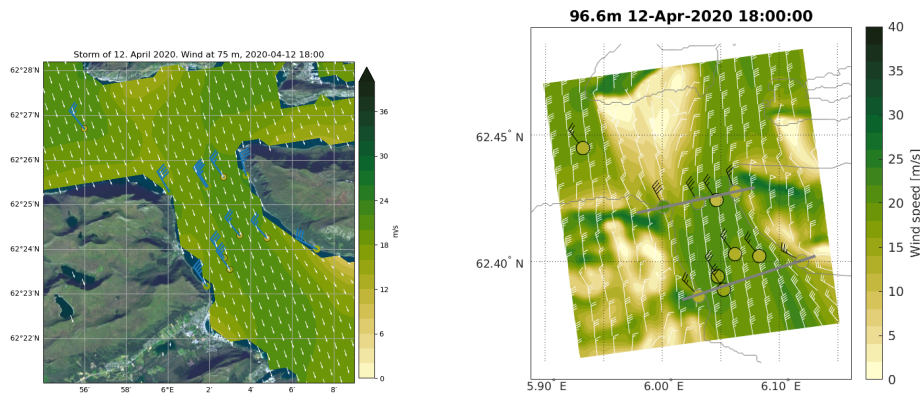 Storm of 12. April 2020. Wind at 75 m, 2020-04-12 18:00
62°28'N
62°27'N
62°26'N
62°25'N
62°24'N
62°23'N
62°22'N
56'
58'
6°E
2'
4'
6'
8'
36
30
24
18
12
6
0
m/s
96.6m 12-Apr-2020 18:00:00
62.45° N
62.40° N
5.90° E
6.00° E
6.10° E
40
35
30
25
20
15
10
5
0
Wind speed [m/s]